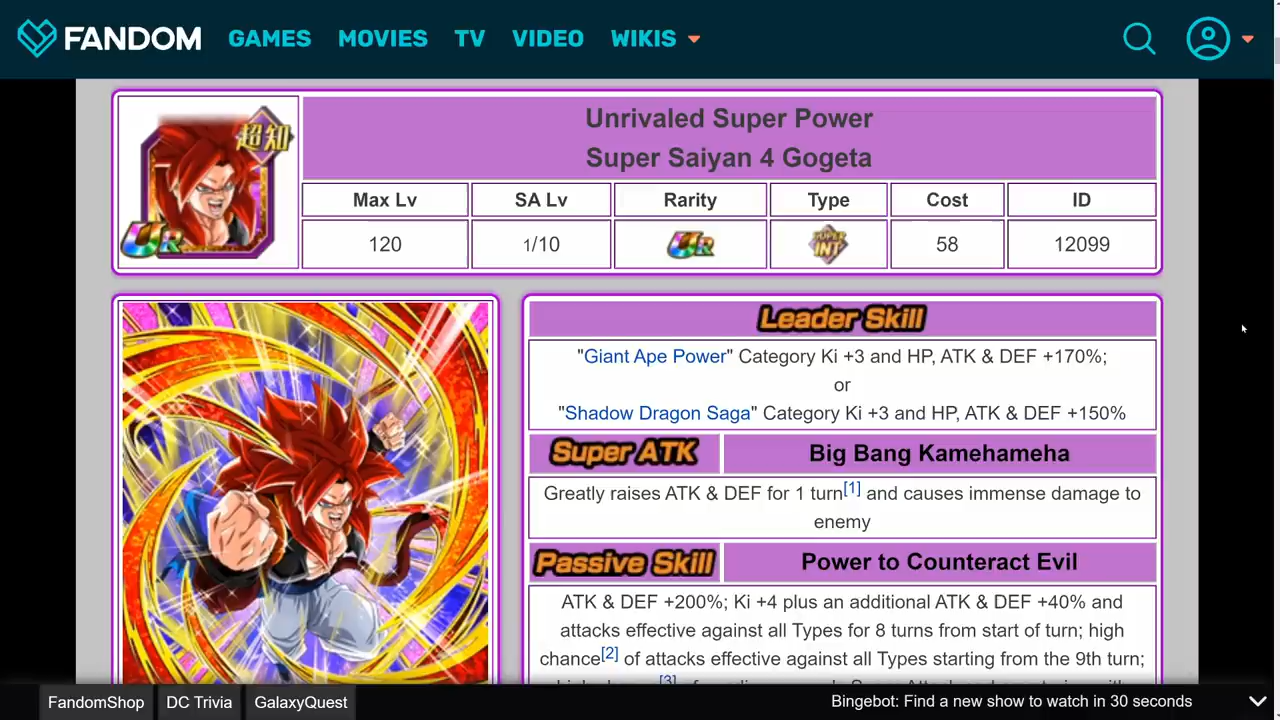 FANDOM GAMES MOVIES TV VIDEO WIKIS
超知
UR
Unrivaled Super Power
Super Saiyan 4 Gogeta
Max Lv SA Lv Rarity Type Cost ID
120 1/10 UR SUPER INT 58 12099
Leader Skill
"Giant Ape Power" Category Ki +3 and HP, ATK & DEF +170%;
or
"Shadow Dragon Saga" Category Ki +3 and HP, ATK & DEF +150%
Super ATK Big Bang Kamehameha
Greatly raises ATK & DEF for 1 turn[1] and causes immense damage to
enemy
Passive Skill Power to Counteract Evil
ATK & DEF +200%; Ki +4 plus an additional ATK & DEF +40% and
attacks effective against all Types for 8 turns from start of turn; high
chance[2] of attacks effective against all Types starting from the 9th turn;
[3]
FandomShop DC Trivia GalaxyQuest Bingebot: Find a new show to watch in 30 seconds